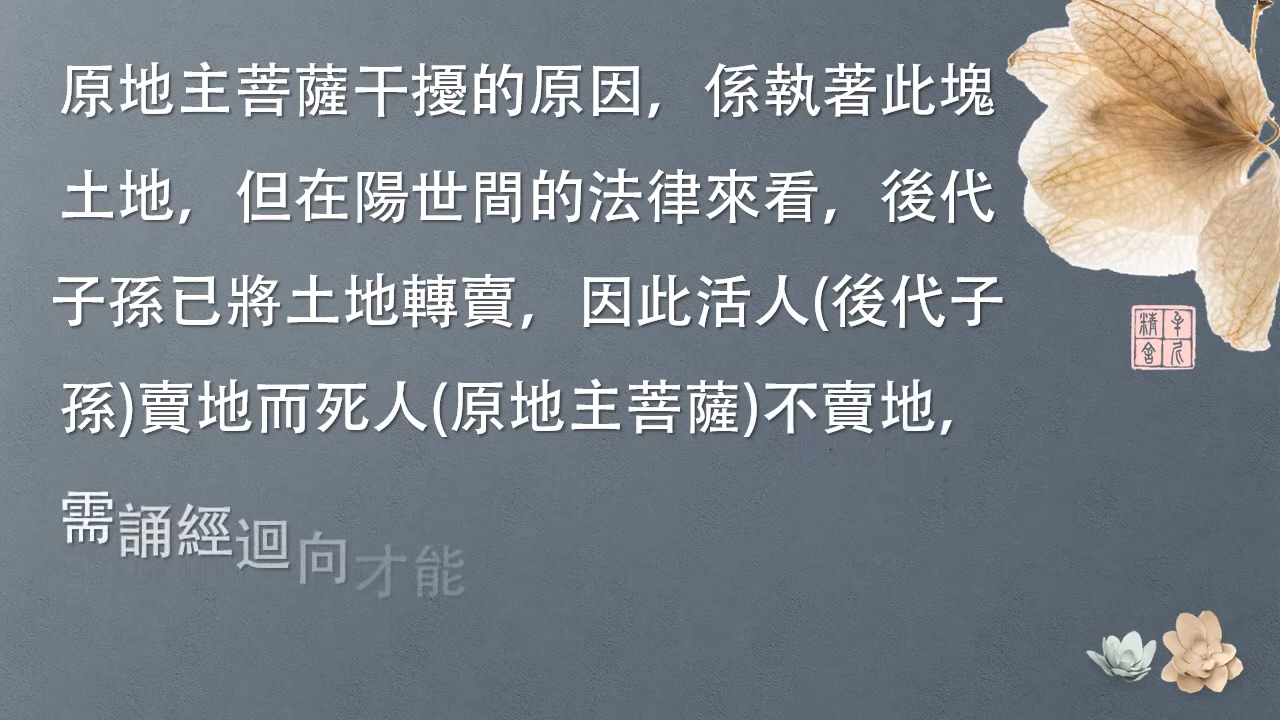 原地主菩薩干擾的原因，係執著此塊
土地，但在陽世間的法律來看，後代
子孫已將土地轉賣，因此活人(後代子
孫)賣地而死人(原地主菩薩)不賣地，
需誦經迴向才能
精舍